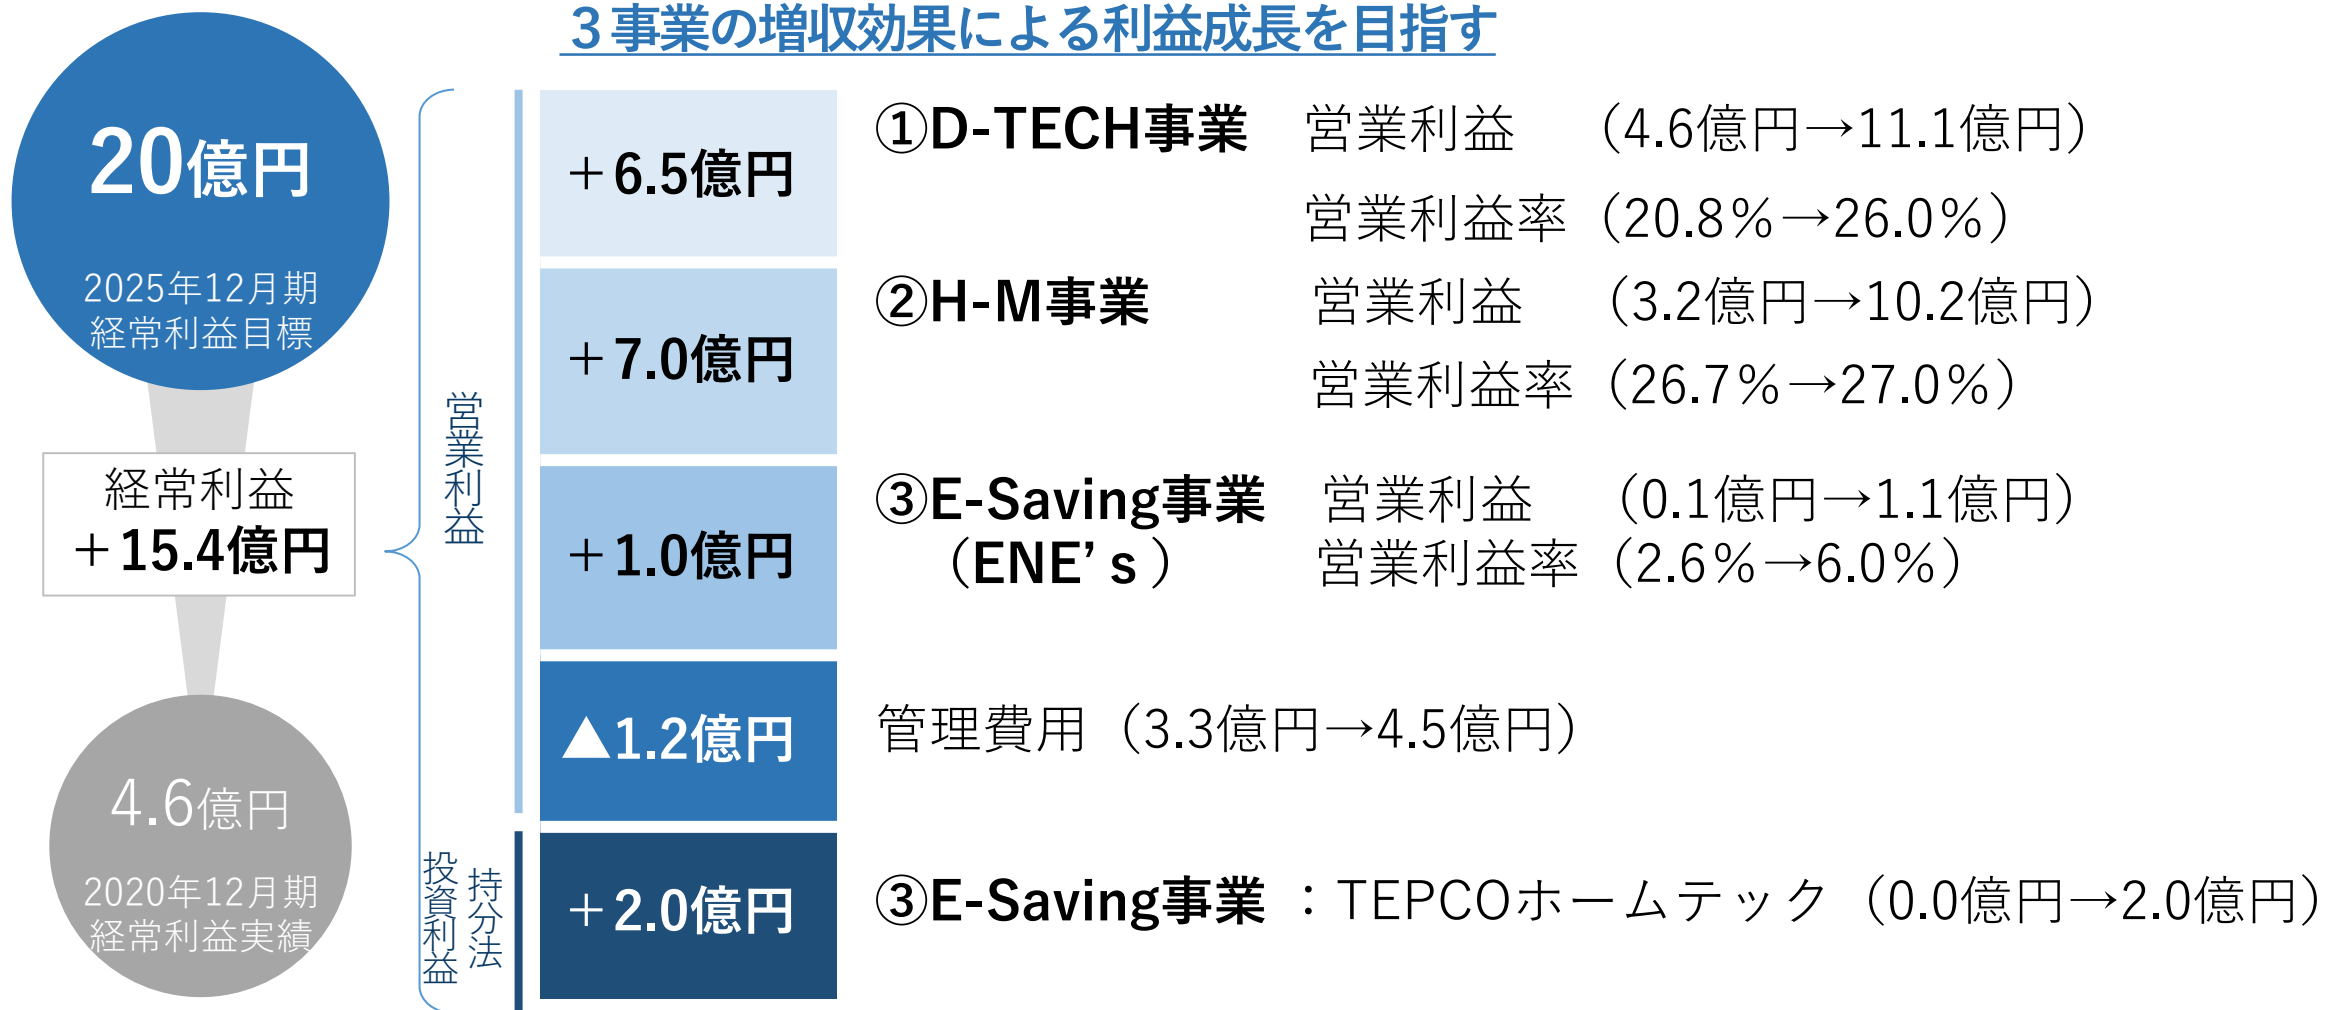 ３事業の増収効果による利益成長を目指す
20億円
2025年12月期
経常利益目標
経常利益
＋15.4億円
4.6億円
2020年12月期
経常利益実績
営業利益
持分法
投資利益
＋6.5億円
①D-TECH事業　営業利益　（4.6億円→11.1億円）
営業利益率（20.8％→26.0％）
＋7.0億円
②H-M事業　営業利益　（3.2億円→10.2億円）
営業利益率（26.7％→27.0％）
＋1.0億円
③E-Saving事業　営業利益　（0.1億円→1.1億円）
（ENE’ｓ）　営業利益率（2.6％→6.0％）
▲1.2億円
管理費用（3.3億円→4.5億円）
＋2.0億円
③E-Saving事業：TEPCOホームテック（0.0億円→2.0億円）